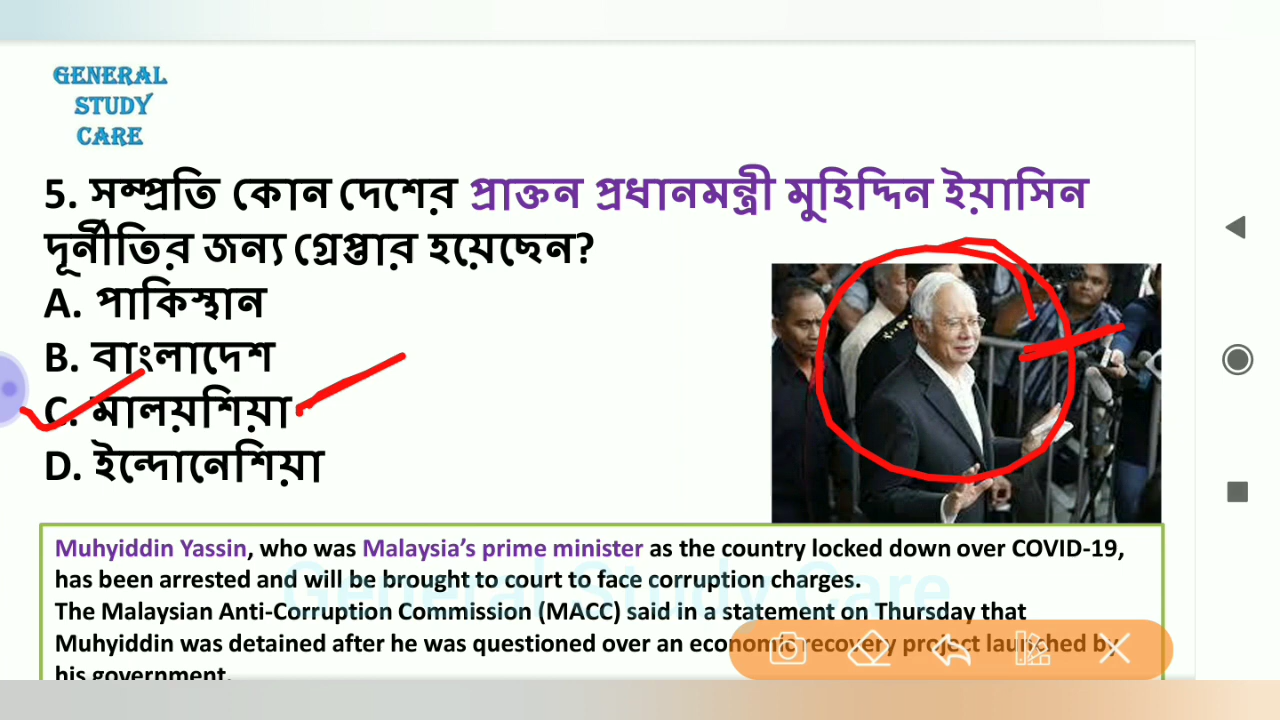 GENERAL
STUDY
CARE
5. সম্প্রতি কোন দেশের প্রাক্তন প্রধানমন্ত্রী মুহিদ্দিন ইয়াসিন
দূর্নীতির জন্য গ্রেপ্তার হয়েছেন?
A. পাকিস্থান
B. বাংলাদেশ
C. মালয়শিয়া
D. ইন্দোনেশিয়া
Muhyiddin Yassin, who was Malaysia's prime minister as the country locked down over COVID-19,
has been arrested and will be brought to court to face corruption charges.
General Study Care
The Malaysian Anti-Corruption Commission (MACC) said in a statement on Thursday that
Muhyiddin was detained after he was questioned over an economic recovery project launched by
his government.